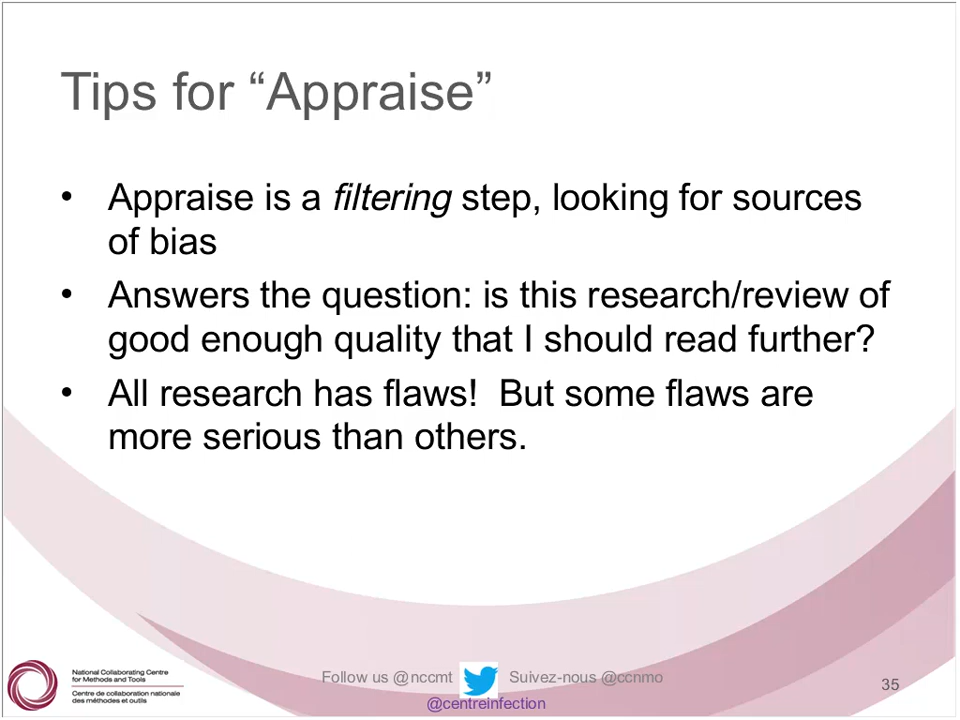 Tips for “Appraise”
• Appraise is a filtering step, looking for sources
of bias
• Answers the question: is this research/review of
good enough quality that I should read further?
• All research has flaws!  But some flaws are
more serious than others.
National Collaborating Centre
for Methods and Tools
Centre de collaboration nationale
des méthodes et outils
Follow us @nccmt Suivez-nous @ccnmo
@centreinfection
35